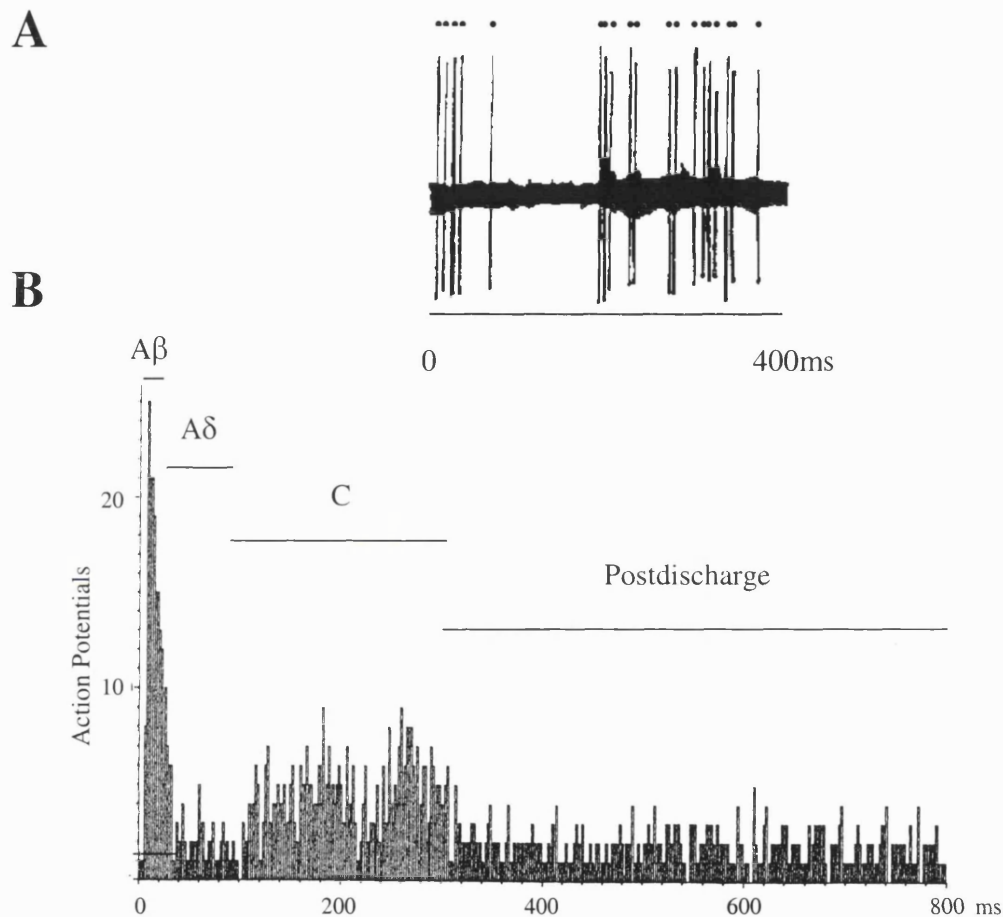 A
B
0 400ms
Aβ
Aδ
C
Postdischarge
Action Potentials
20
10
0 200 400 600 800 ms